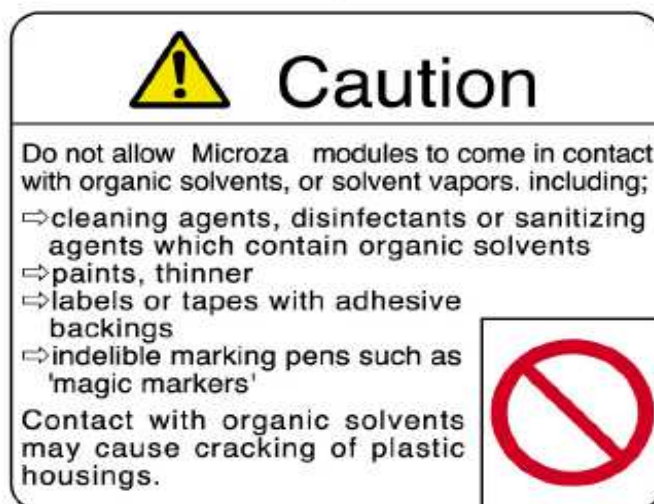 Caution
Do not allow Microza modules to come in contact
with organic solvents, or solvent vapors. including;
⇨cleaning agents, disinfectants or sanitizing
agents which contain organic solvents
⇨paints, thinner
⇨labels or tapes with adhesive
backings
⇨indelible marking pens such as
'magic markers'
Contact with organic solvents
may cause cracking of plastic
housings.